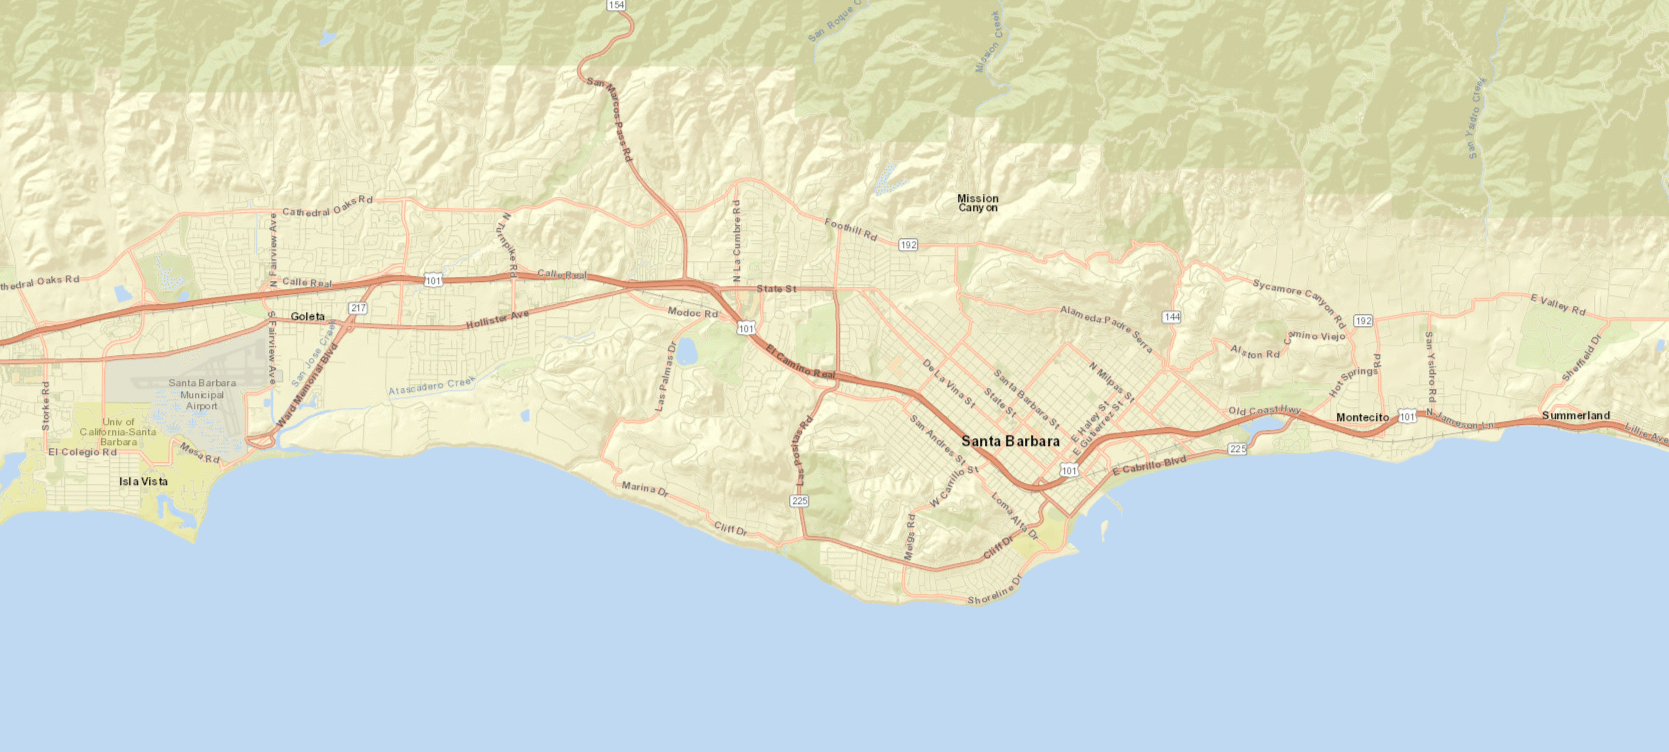 154
San Roque C
Mission Creek
San Ysidro Creek
San Marcos Pass Rd
Mission
Canyon
Cathedral Oaks Rd
N Fairview Ave
N Turnpike Rd
N La Cumbre Rd
Foothill Rd
192
thedral Oaks Rd
Calle Real
101
Calle Real
State St
Sycamore Canyon Rd
E Valley Rd
217
Goleta
Hollister Ave
Modoc Rd
101
Alameda Padre Serra
144
192
Camino Viejo
S Fairview Ave
San Jose Creek
Ward Memorial Blvd
El Camino Real
Alston Rd
Hot Springs Rd
San Ysidro Rd
Sheffield Dr
Santa Barbara
Municipal
Airport
Atascadero Creek
Las Palmas Dr
De La Vina St
State St
Santa Barbara St
N Milpas St
E Haley St
E Gutierrez St
Storke Rd
Univ of
California-Santa
Barbara
Las Positas Rd
San Andres St
Santa Barbara
Old Coast Hwy
Montecito
101
N Jameson Ln
Summerland
Lillie Ave
El Colegio Rd
Mesa Rd
225
E Cabrillo Blvd
101
Isla Vista
Marina Dr
225
W Carrillo St
Loma Alta Dr
Cliff Dr
Meigs Rd
Cliff Dr
Shoreline Dr